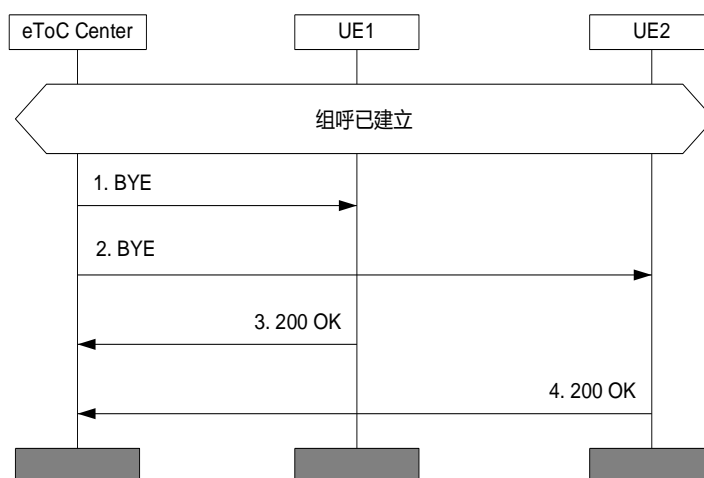 eToC Center
UE1
UE2
组呼已建立
1. BYE
2. BYE
3. 200 OK
4. 200 OK